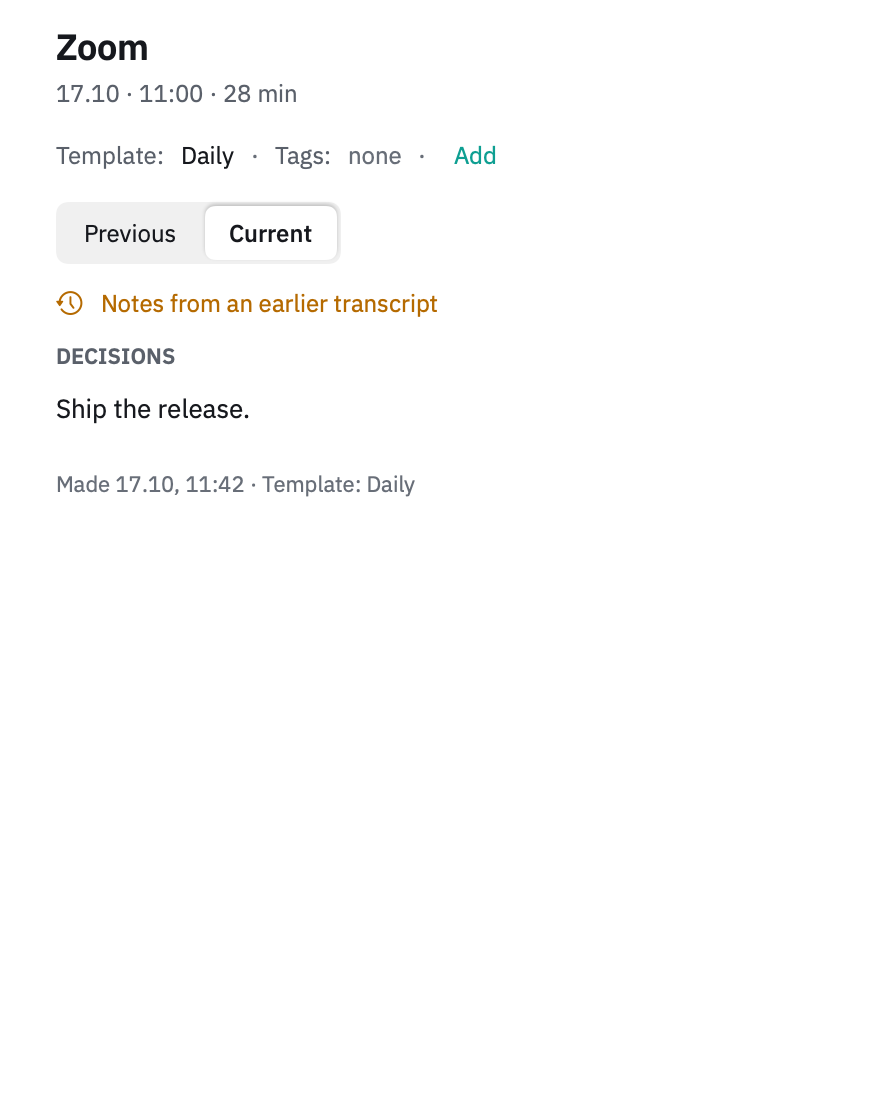 Zoom
17.10 · 11:00 · 28 min
Template: Daily · Tags: none · Add
Previous Current
Notes from an earlier transcript
DECISIONS
Ship the release.
Made 17.10, 11:42 · Template: Daily